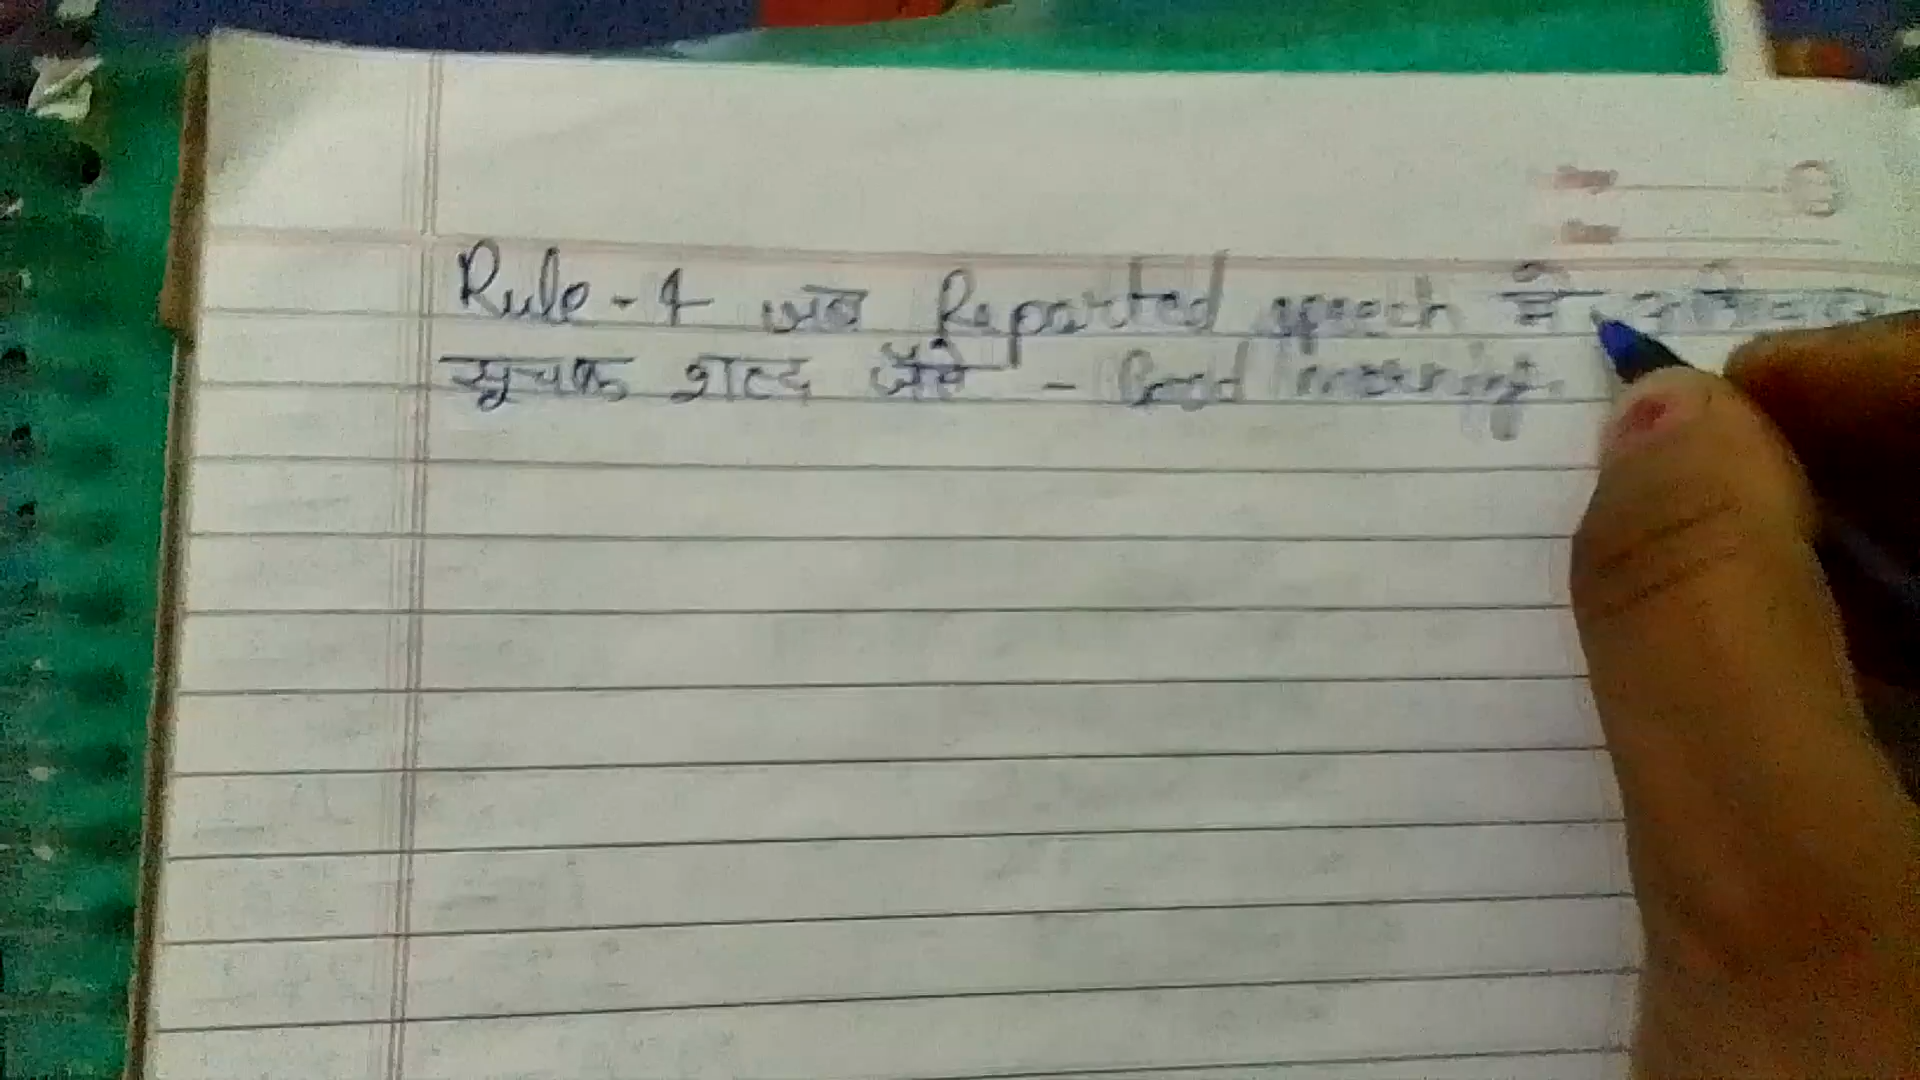 Rule-4 जब Reported speech में
सूचक शब्द जैसे - Good morning